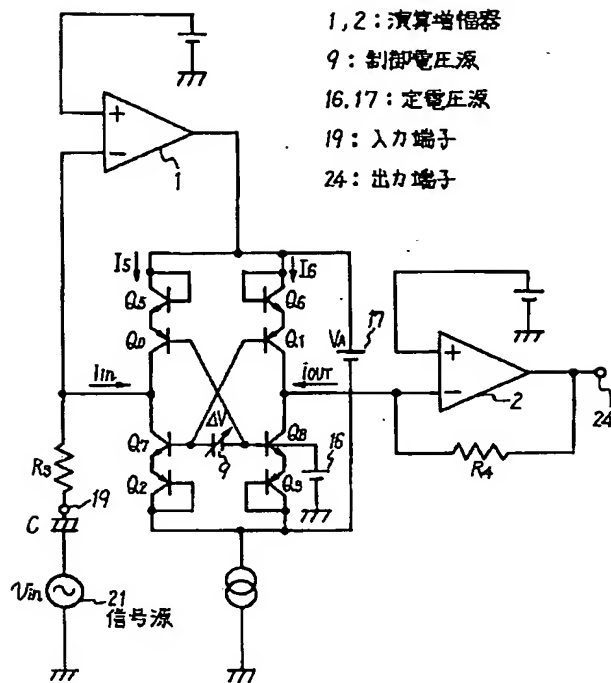 1,2：演算増幅器
9：制御電圧源
16,17：定電圧源
19：入力端子
24：出力端子
+
−
1
I5
I6
Q5
Q6
Q0
Q1
VA
17
+
−
2
24
Iin
iOUT
ΔV
Q7
Q8
9
16
R3
R4
19
Q2
Q9
C
Vin
21
信号源